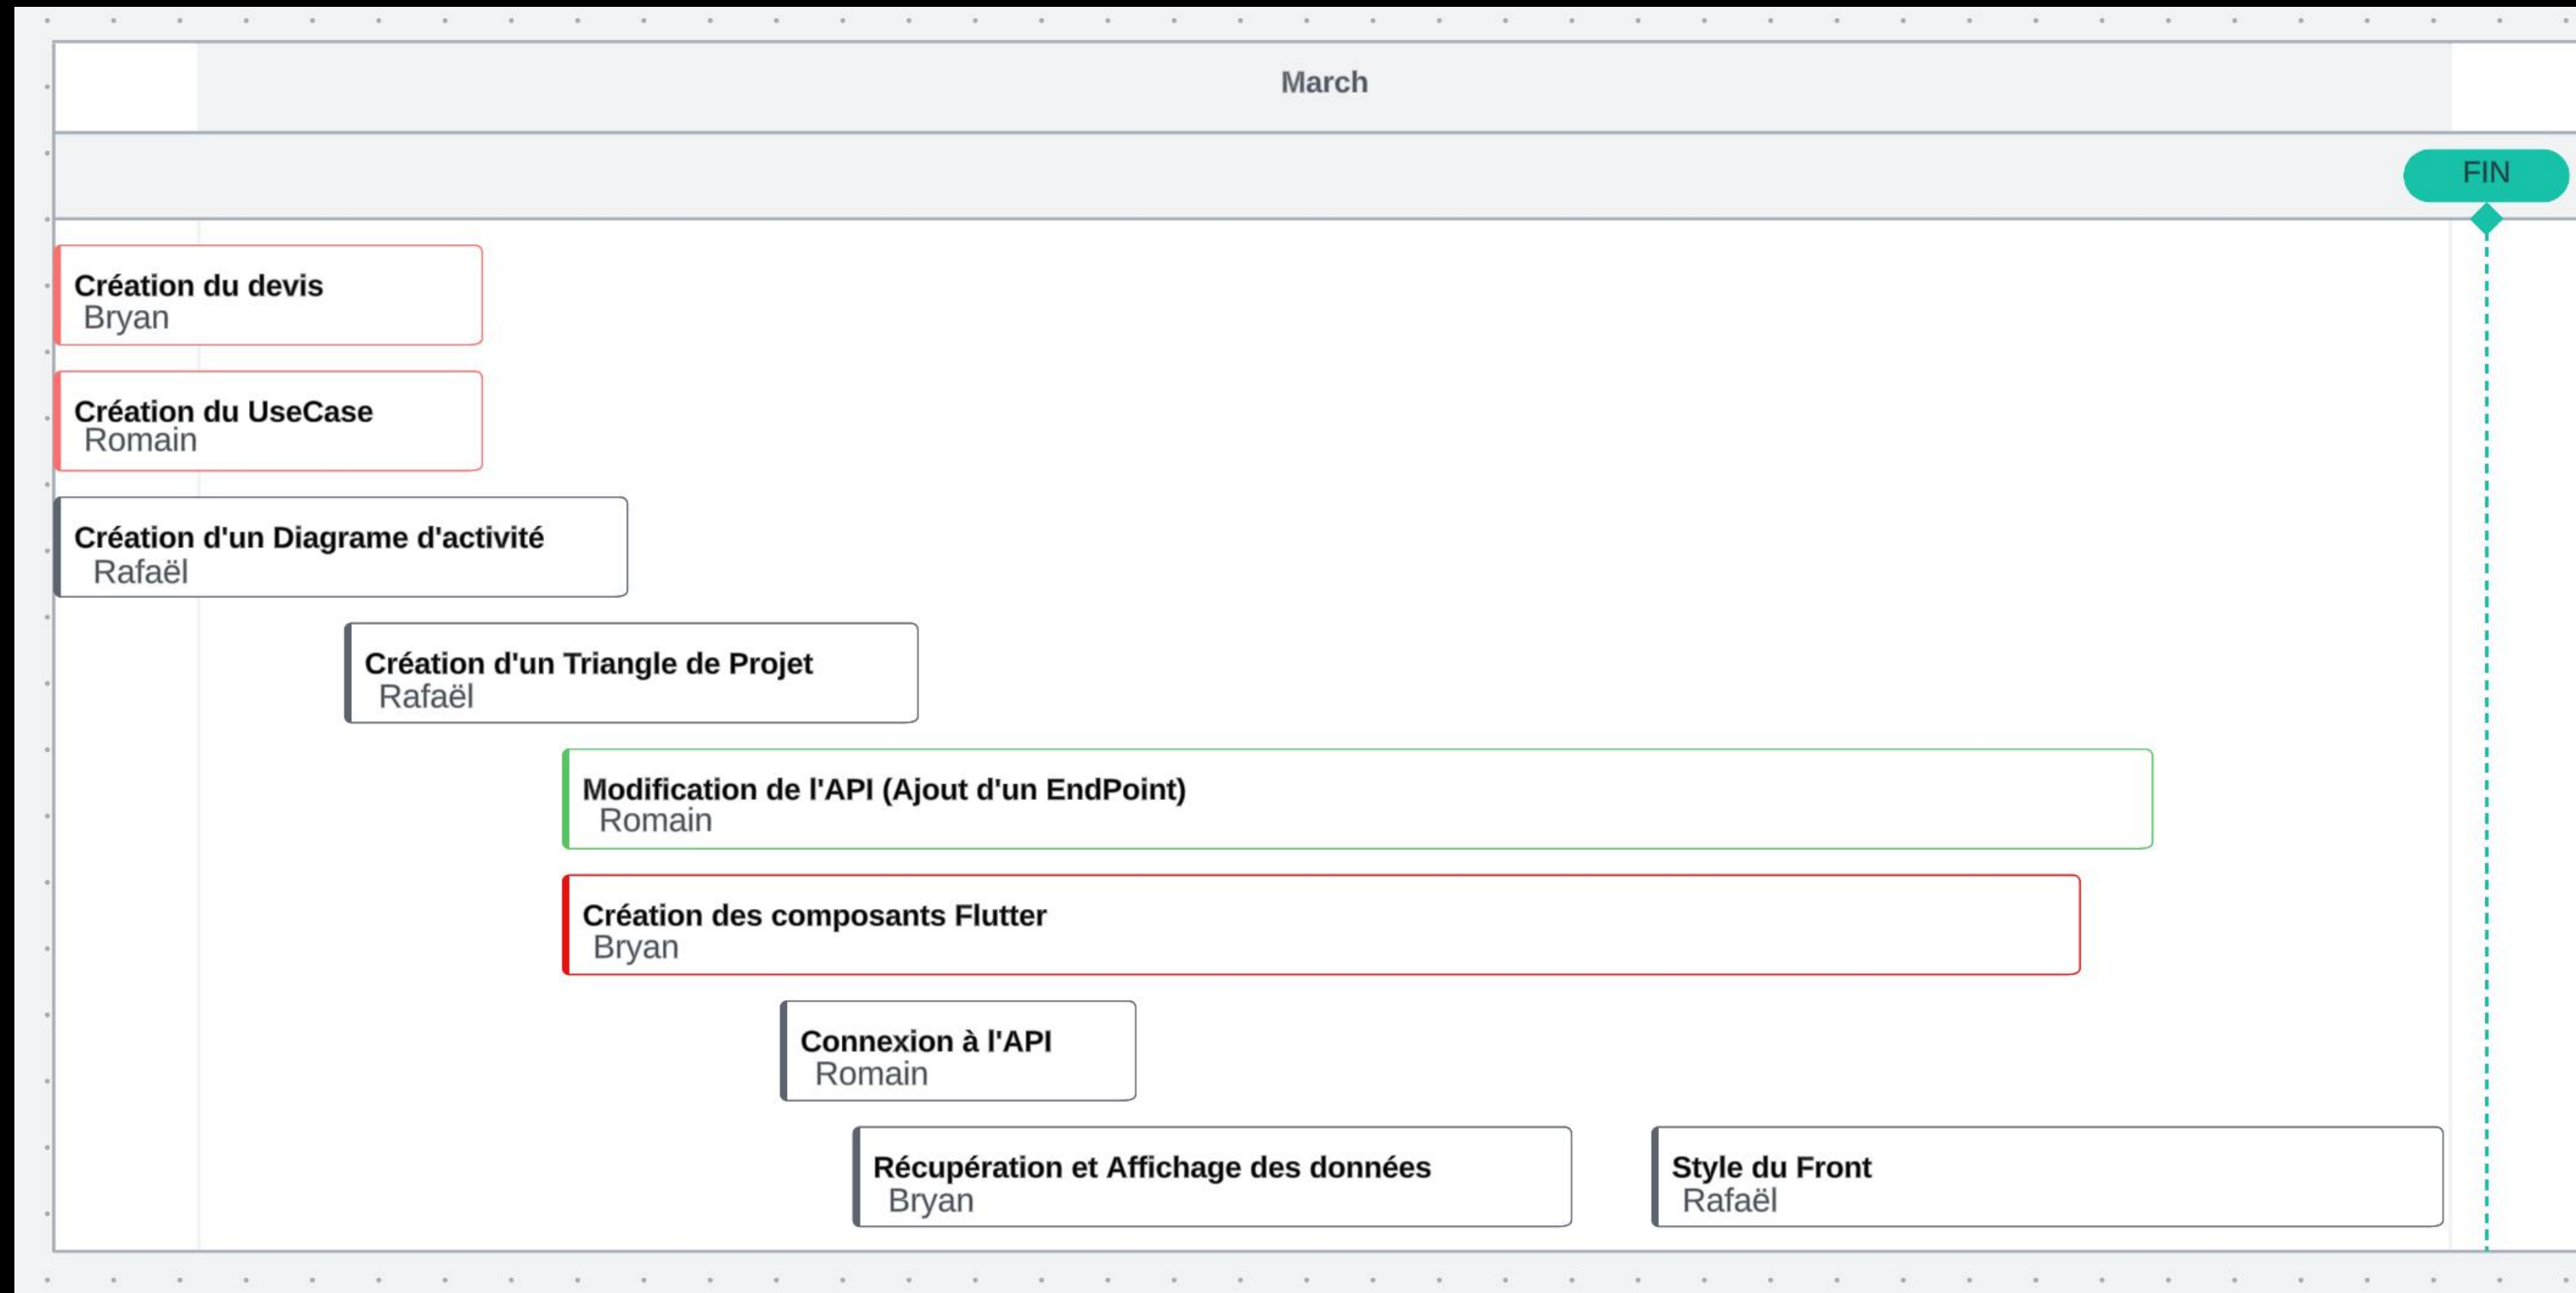 March
FIN
Création du devis
Bryan
Création du UseCase
Romain
Création d'un Diagrame d'activité
Rafaël
Création d'un Triangle de Projet
Rafaël
Modification de l'API (Ajout d'un EndPoint)
Romain
Création des composants Flutter
Bryan
Connexion à l'API
Romain
Récupération et Affichage des données
Bryan
Style du Front
Rafaël